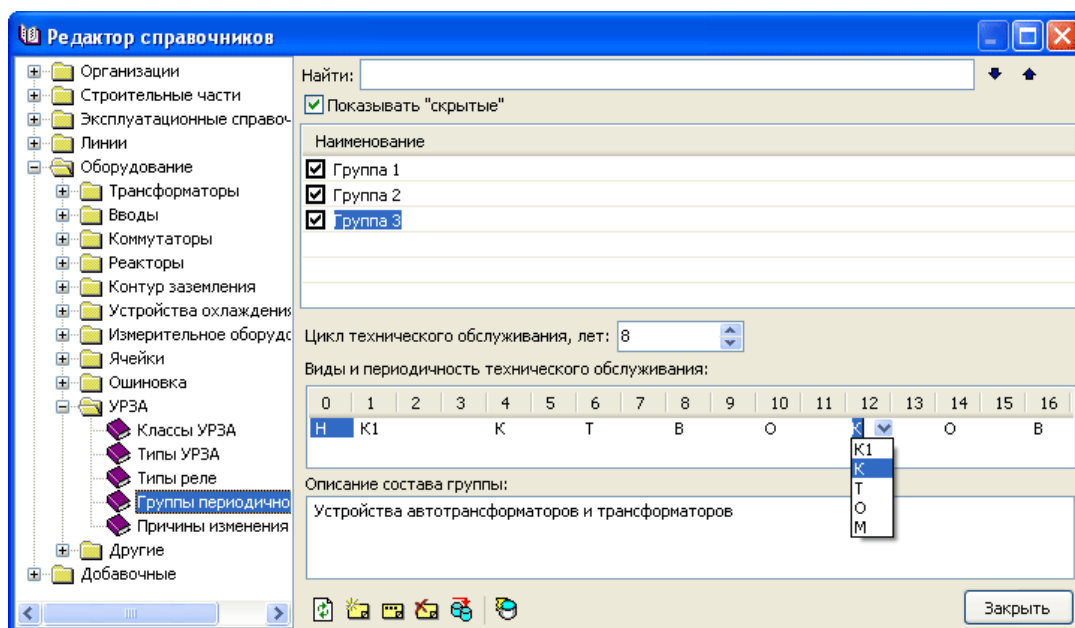 Редактор справочников
Организации
Строительные части
Эксплуатационные справоч
Линии
Оборудование
Трансформаторы
Вводы
Коммутаторы
Реакторы
Контур заземления
Устройства охлаждения
Измерительное оборудо
Ячейки
Ошиновка
УРЗА
Классы УРЗА
Типы УРЗА
Типы реле
Группы периодично
Причины изменения
Другие
Добавочные
Найти:
Показывать "скрытые"
Наименование
Группа 1
Группа 2
Группа 3
Цикл технического обслуживания, лет: 8
Виды и периодичность технического обслуживания:
0 1 2 3 4 5 6 7 8 9 10 11 12 13 14 15 16
Н К1 К Т В О К О В
К1
К
Т
О
М
Описание состава группы:
Устройства автотрансформаторов и трансформаторов
Закрыть